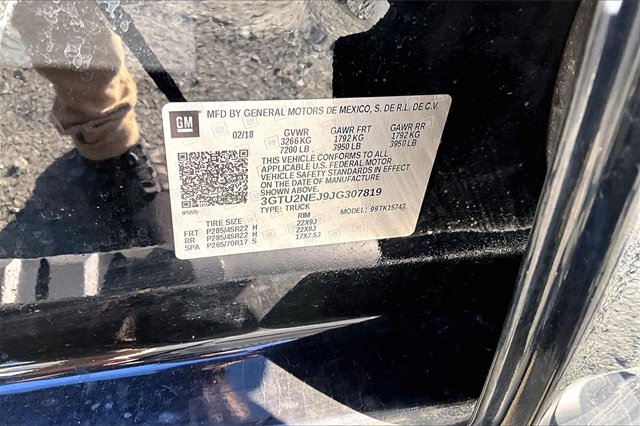 GM
MFD BY GENERAL MOTORS DE MEXICO, S. DE R.L. DE C.V.
02/18 GVWR GAWR FRT GAWR RR
3266 KG 1792 KG 1792 KG
7200 LB 3950 LB 3950 LB
THIS VEHICLE CONFORMS TO ALL
APPLICABLE U.S. FEDERAL MOTOR
VEHICLE SAFETY STANDARDS IN EFFECT
ON THE DATE OF MANUFACTURE
SHOWN ABOVE.
3GTU2NEJ9JG307819
TYPE: TRUCK MODEL: 99TK15743
TIRE SIZE RIM
FRT P285/45R22 H 22X9J
RR P285/45R22 H 22X9J
SPA P265/70R17 S 17X7.5J